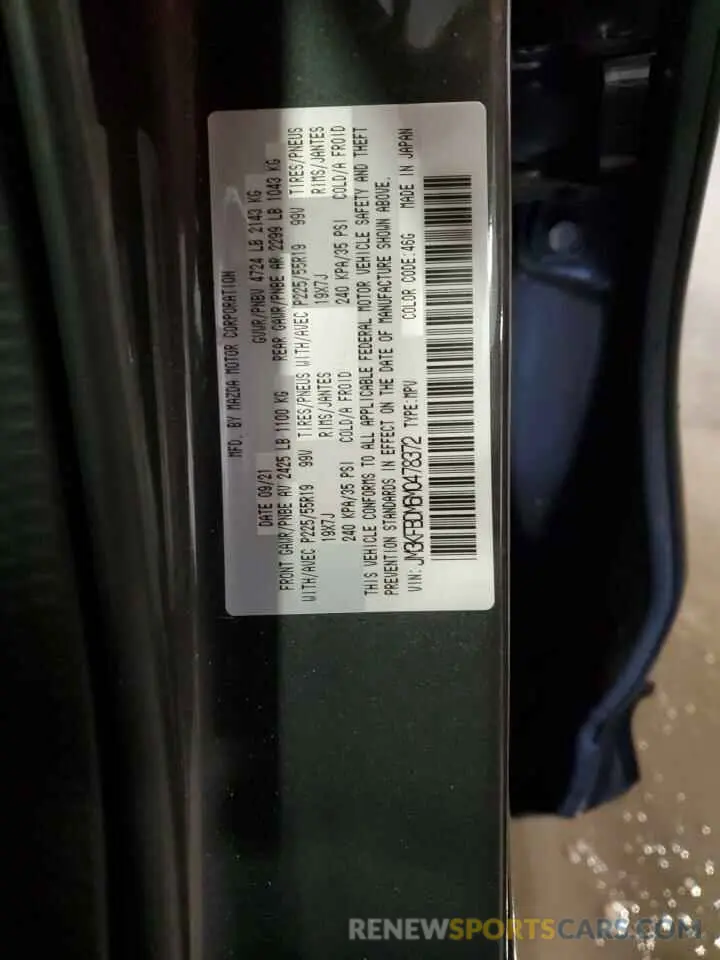 MFD. BY MAZDA MOTOR CORPORATION
DATE 09/21 GVWR/PNBV 4724 LB 2143 KG
FRONT GAWR/PNBE AV 2425 LB 1100 KG REAR GAWR/PNBE AR 2299 LB 1043 KG
WITH/AVEC P225/55R19 99V TIRES/PNEUS WITH/AVEC P225/55R19 99V TIRES/PNEUS
19X7J RIMS/JANTES 19X7J RIMS/JANTES
240 KPA/35 PSI COLD/A FROID 240 KPA/35 PSI COLD/A FROID
THIS VEHICLE CONFORMS TO ALL APPLICABLE FEDERAL MOTOR VEHICLE SAFETY AND THEFT
PREVENTION STANDARDS IN EFFECT ON THE DATE OF MANUFACTURE SHOWN ABOVE.
VIN: JM3KFBDM6M0478372 TYPE:MPV COLOR CODE:46G MADE IN JAPAN
RENEWSPORTSCARS.COM